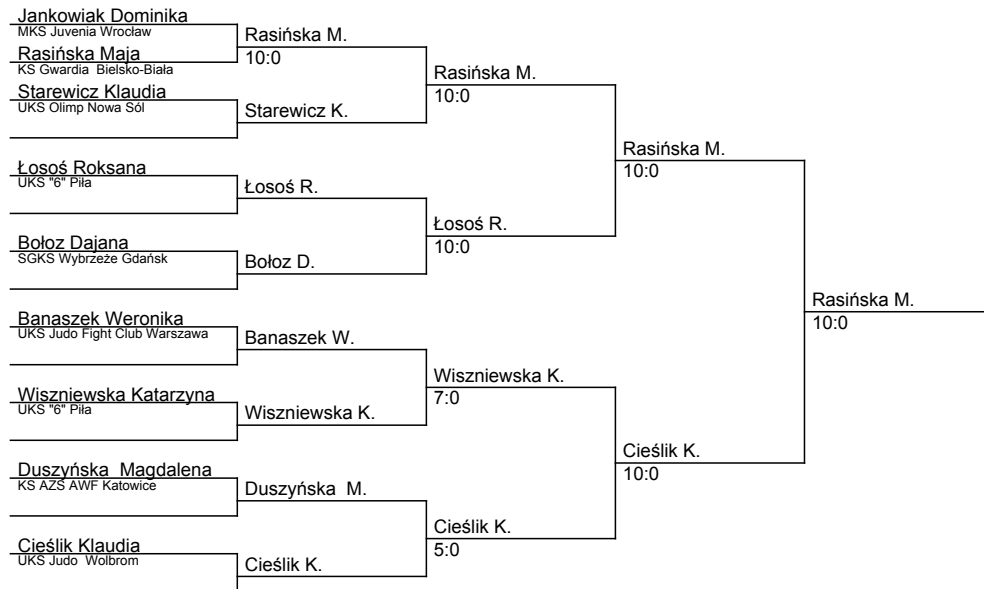 Jankowiak Dominika
MKS Juvenia Wrocław
Rasińska M.
10:0
Rasińska Maja
KS Gwardia  Bielsko-Biała
Rasińska M.
10:0
Starewicz Klaudia
UKS Olimp Nowa Sól
Starewicz K.
Rasińska M.
10:0
Łosoś Roksana
UKS "6" Piła
Łosoś R.
Łosoś R.
10:0
Bołoz Dajana
SGKS Wybrzeże Gdańsk
Bołoz D.
Rasińska M.
10:0
Banaszek Weronika
UKS Judo Fight Club Warszawa
Banaszek W.
Wiszniewska K.
7:0
Wiszniewska Katarzyna
UKS "6" Piła
Wiszniewska K.
Cieślik K.
10:0
Duszyńska  Magdalena
KS AZS AWF Katowice
Duszyńska  M.
Cieślik K.
5:0
Cieślik Klaudia
UKS Judo  Wolbrom
Cieślik K.